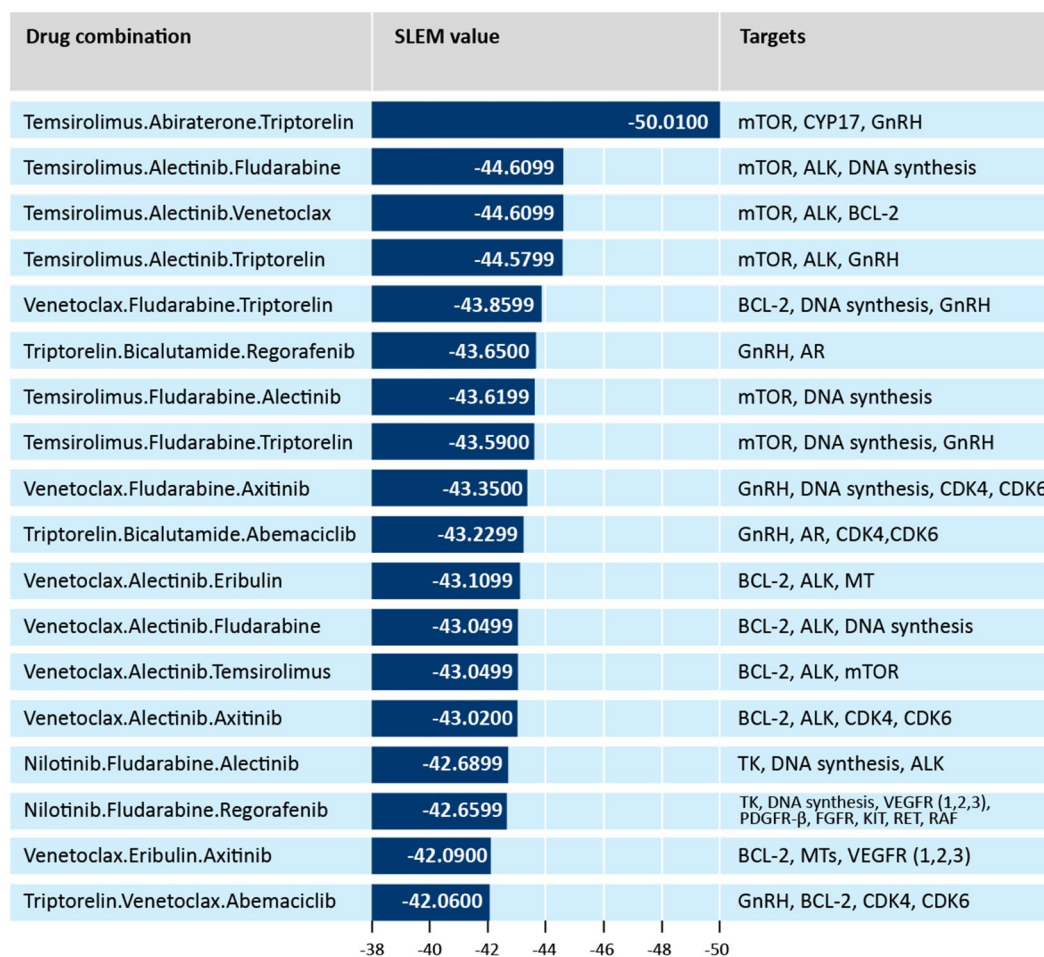 Drug combination SLEM value Targets
Temsirolimus.Abiraterone.Triptorelin -50.0100 mTOR, CYP17, GnRH
Temsirolimus.Alectinib.Fludarabine -44.6099 mTOR, ALK, DNA synthesis
Temsirolimus.Alectinib.Venetoclax -44.6099 mTOR, ALK, BCL-2
Temsirolimus.Alectinib.Triptorelin -44.5799 mTOR, ALK, GnRH
Venetoclax.Fludarabine.Triptorelin -43.8599 BCL-2, DNA synthesis, GnRH
Triptorelin.Bicalutamide.Regorafenib -43.6500 GnRH, AR
Temsirolimus.Fludarabine.Alectinib -43.6199 mTOR, DNA synthesis
Temsirolimus.Fludarabine.Triptorelin -43.5900 mTOR, DNA synthesis, GnRH
Venetoclax.Fludarabine.Axitinib -43.3500 GnRH, DNA synthesis, CDK4, CDK6
Triptorelin.Bicalutamide.Abemaciclib -43.2299 GnRH, AR, CDK4,CDK6
Venetoclax.Alectinib.Eribulin -43.1099 BCL-2, ALK, MT
Venetoclax.Alectinib.Fludarabine -43.0499 BCL-2, ALK, DNA synthesis
Venetoclax.Alectinib.Temsirolimus -43.0499 BCL-2, ALK, mTOR
Venetoclax.Alectinib.Axitinib -43.0200 BCL-2, ALK, CDK4, CDK6
Nilotinib.Fludarabine.Alectinib -42.6899 TK, DNA synthesis, ALK
Nilotinib.Fludarabine.Regorafenib -42.6599 TK, DNA synthesis, VEGFR (1,2,3),
PDGFR-β, FGFR, KIT, RET, RAF
Venetoclax.Eribulin.Axitinib -42.0900 BCL-2, MTs, VEGFR (1,2,3)
Triptorelin.Venetoclax.Abemaciclib -42.0600 GnRH, BCL-2, CDK4, CDK6
-38 -40 -42 -44 -46 -48 -50